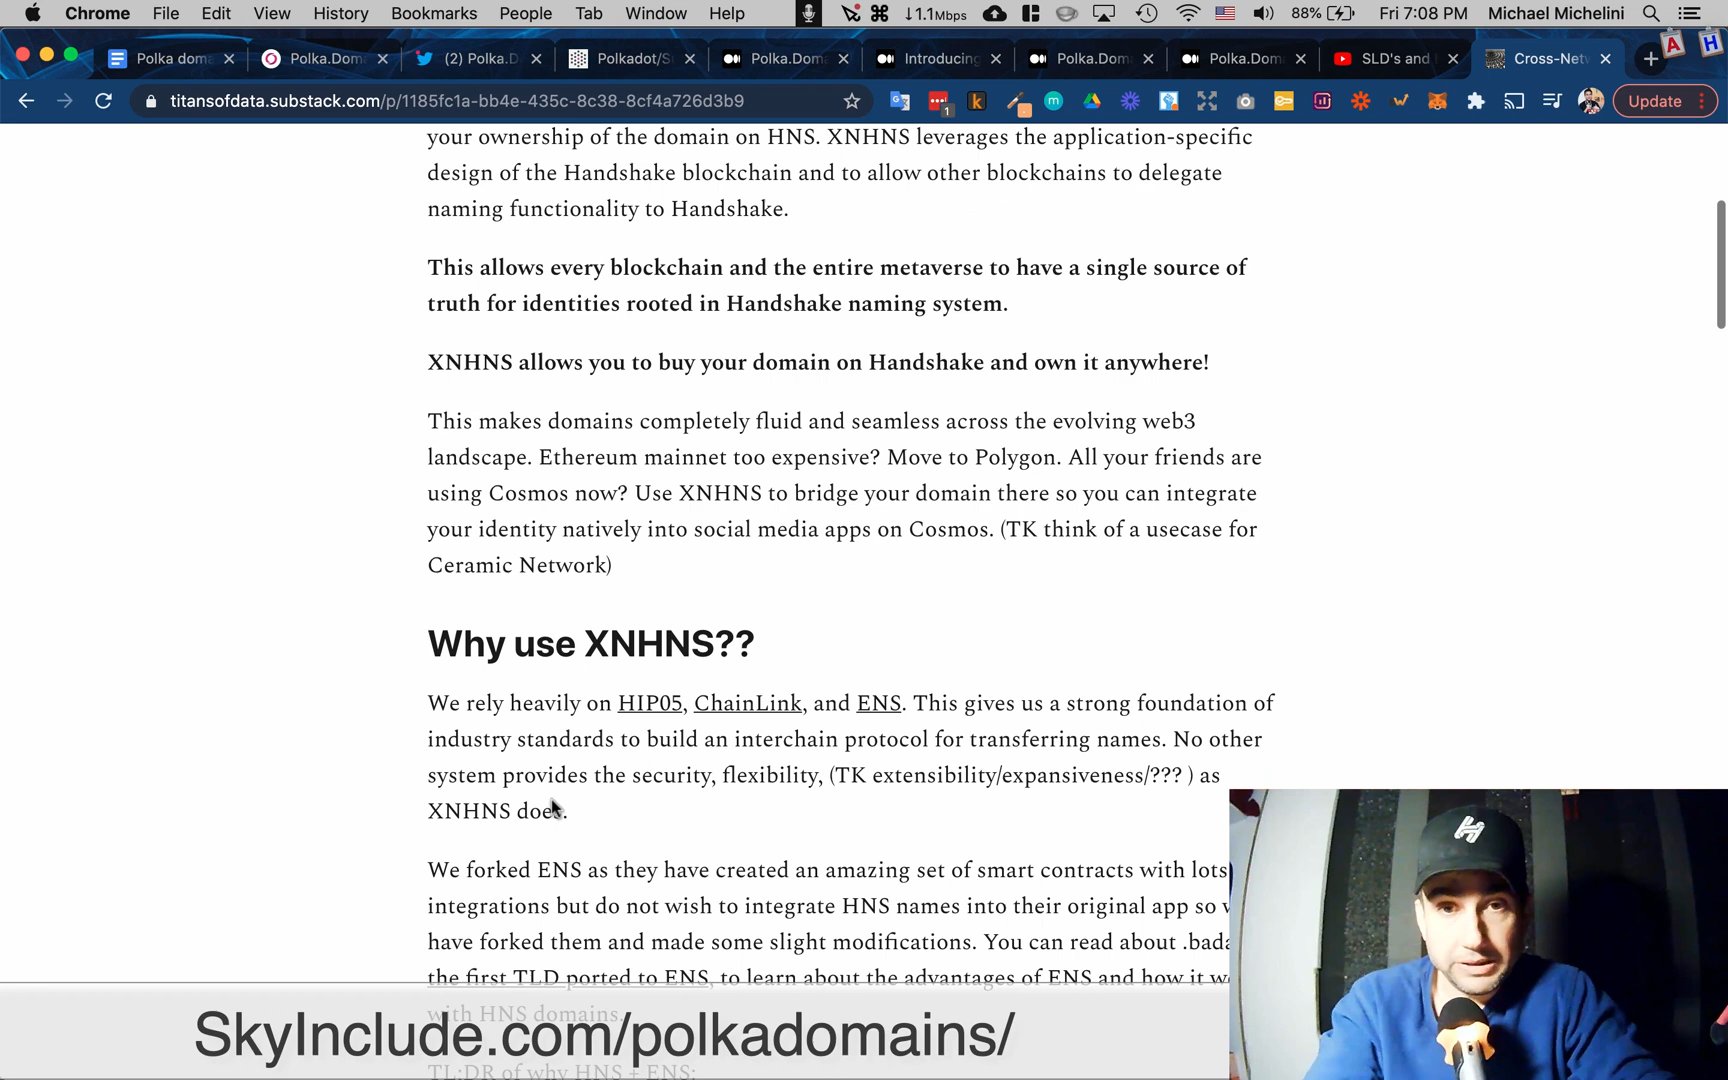 Chrome File Edit View History Bookmarks People Tab Window Help 1.1Mbps 88% Fri 7:08 PM Michael Michelini
Polka doma (2) Polka.D Polkadot/S Polka.Dom Introducing Polka.Dom Polka.Dom SLD's and Cross-Netw A H
titansofdata.substack.com/p/1185fc1a-bb4e-435c-8c38-8cf4a726d3b9 Update
your ownership of the domain on HNS. XNHNS leverages the application-specific
design of the Handshake blockchain and to allow other blockchains to delegate
naming functionality to Handshake.
This allows every blockchain and the entire metaverse to have a single source of
truth for identities rooted in Handshake naming system.
XNHNS allows you to buy your domain on Handshake and own it anywhere!
This makes domains completely fluid and seamless across the evolving web3
landscape. Ethereum mainnet too expensive? Move to Polygon. All your friends are
using Cosmos now? Use XNHNS to bridge your domain there so you can integrate
your identity natively into social media apps on Cosmos. (TK think of a usecase for
Ceramic Network)
Why use XNHNS??
We rely heavily on HIP05, ChainLink, and ENS. This gives us a strong foundation of
industry standards to build an interchain protocol for transferring names. No other
system provides the security, flexibility, (TK extensibility/expansiveness/??? ) as
XNHNS does.
We forked ENS as they have created an amazing set of smart contracts with lots
integrations but do not wish to integrate HNS names into their original app so
have forked them and made some slight modifications. You can read about .bada
the first TLD ported to ENS, to learn about the advantages of ENS and how it
with HNS domains.
SkyInclude.com/polkadomains/
TL:DR of why HNS + ENS: